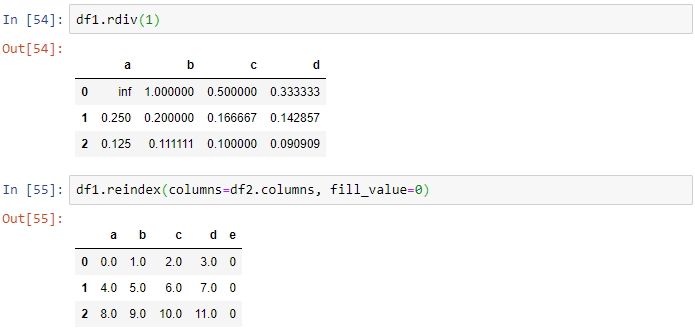 In [54]: df1.rdiv(1)
Out[54]:
a b c d
0 inf 1.000000 0.500000 0.333333
1 0.250 0.200000 0.166667 0.142857
2 0.125 0.111111 0.100000 0.090909
In [55]: df1.reindex(columns=df2.columns, fill_value=0)
Out[55]:
a b c d e
0 0.0 1.0 2.0 3.0 0
1 4.0 5.0 6.0 7.0 0
2 8.0 9.0 10.0 11.0 0